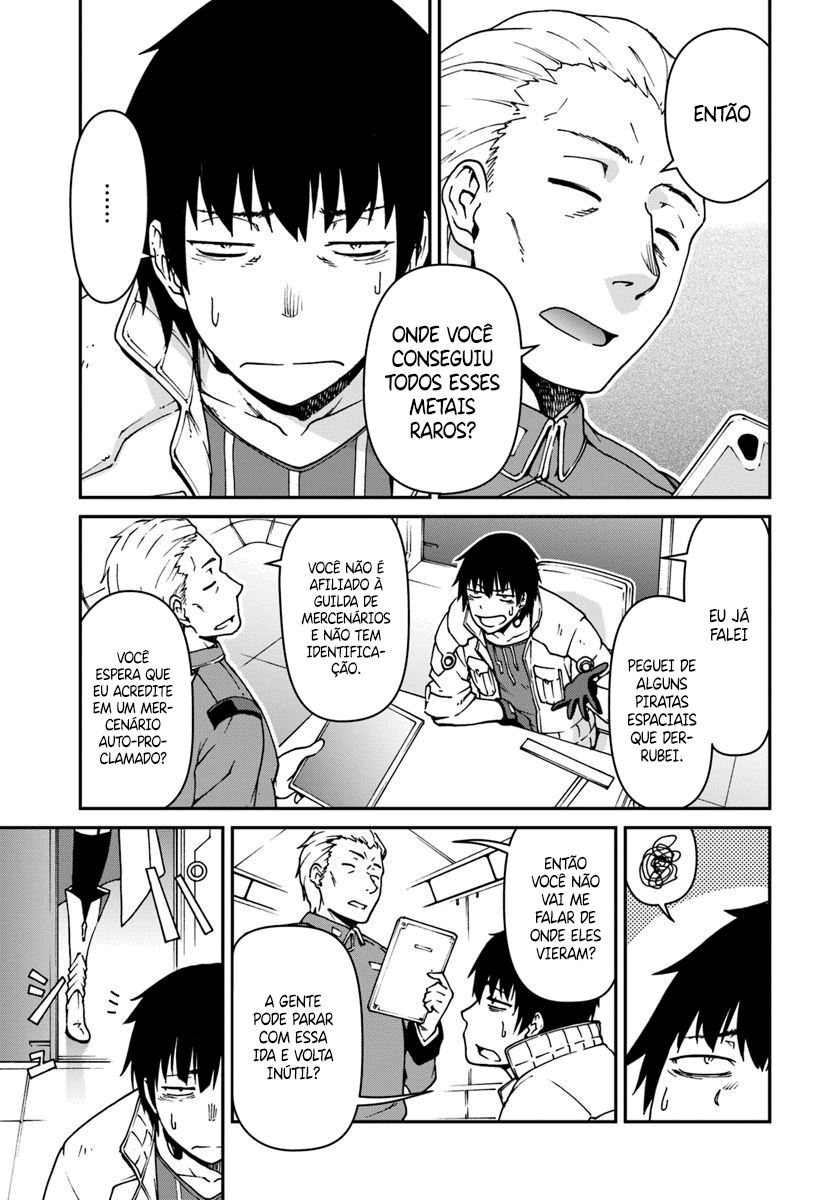 ENTÃO
ONDE VOCÊ
CONSEGUIU
TODOS ESSES
METAIS
RAROS?
........
EU JÁ
FALEI
PEGUEI DE
ALGUNS
PIRATAS
ESPACIAIS
QUE DER-
RUBEI.
VOCÊ NÃO É
AFILIADO À
GUILDA DE
MERCENÁRIOS
E NÃO TEM
IDENTIFICA-
ÇÃO.
VOCÊ
ESPERA QUE
EU ACREDITE
EM UM MER-
CENÁRIO
AUTO-PRO-
CLAMADO?
ENTÃO
VOCÊ NÃO
VAI ME
FALAR DE
ONDE ELES
VIERAM?
A GENTE
PODE PARAR
COM ESSA
IDA E VOLTA
INÚTIL?